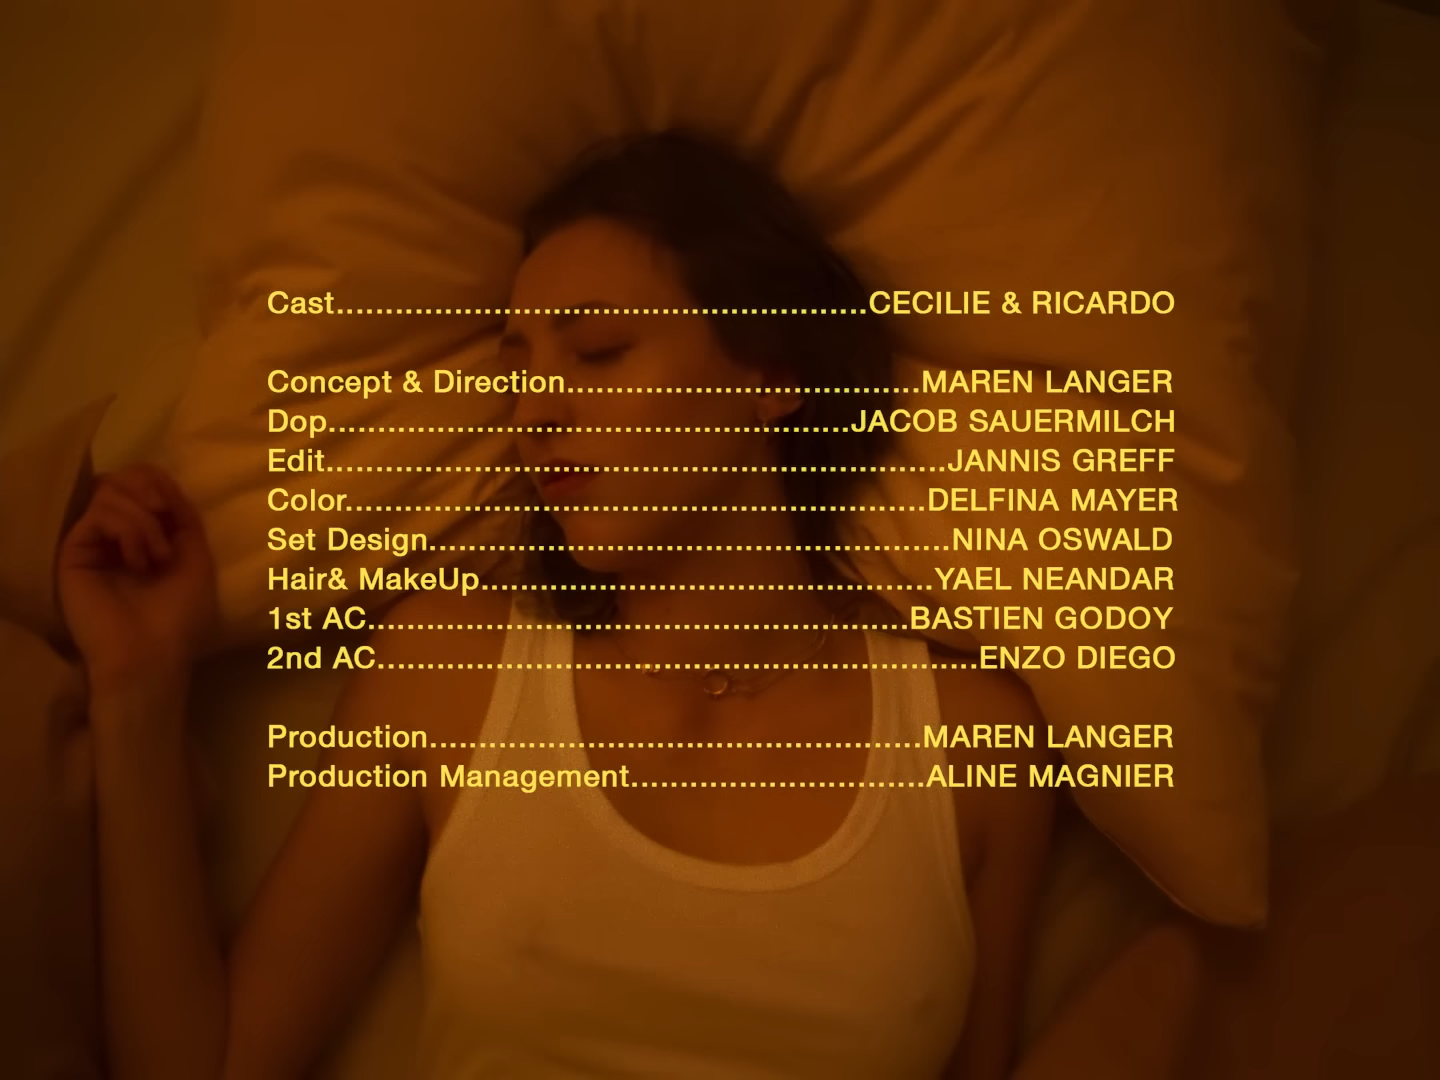 Cast......................................................CECILIE & RICARDO
Concept & Direction....................................MAREN LANGER
Dop.....................................................JACOB SAUERMILCH
Edit...............................................................JANNIS GREFF
Color...........................................................DELFINA MAYER
Set Design.....................................................NINA OSWALD
Hair& MakeUp..............................................YAEL NEANDAR
1st AC.......................................................BASTIEN GODOY
2nd AC.............................................................ENZO DIEGO
Production..................................................MAREN LANGER
Production Management..............................ALINE MAGNIER